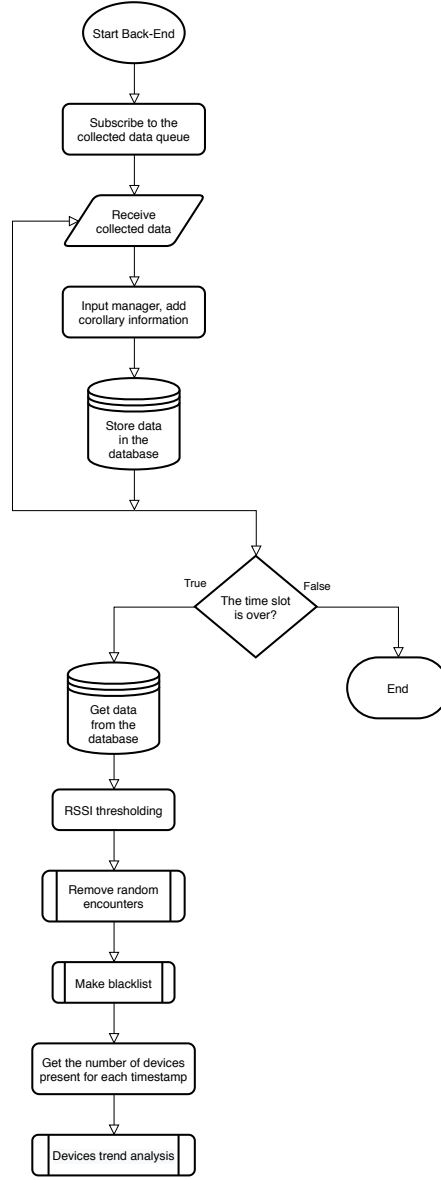 Start Back-End
Subscribe to the
collected data queue
Receive
collected data
Input manager, add
corollary information
Store data
in the
database
True
False
The time slot
is over?
End
Get data
from the
database
RSSI thresholding
Remove random
encounters
Make blacklist
Get the number of devices
present for each timestamp
Devices trend analysis